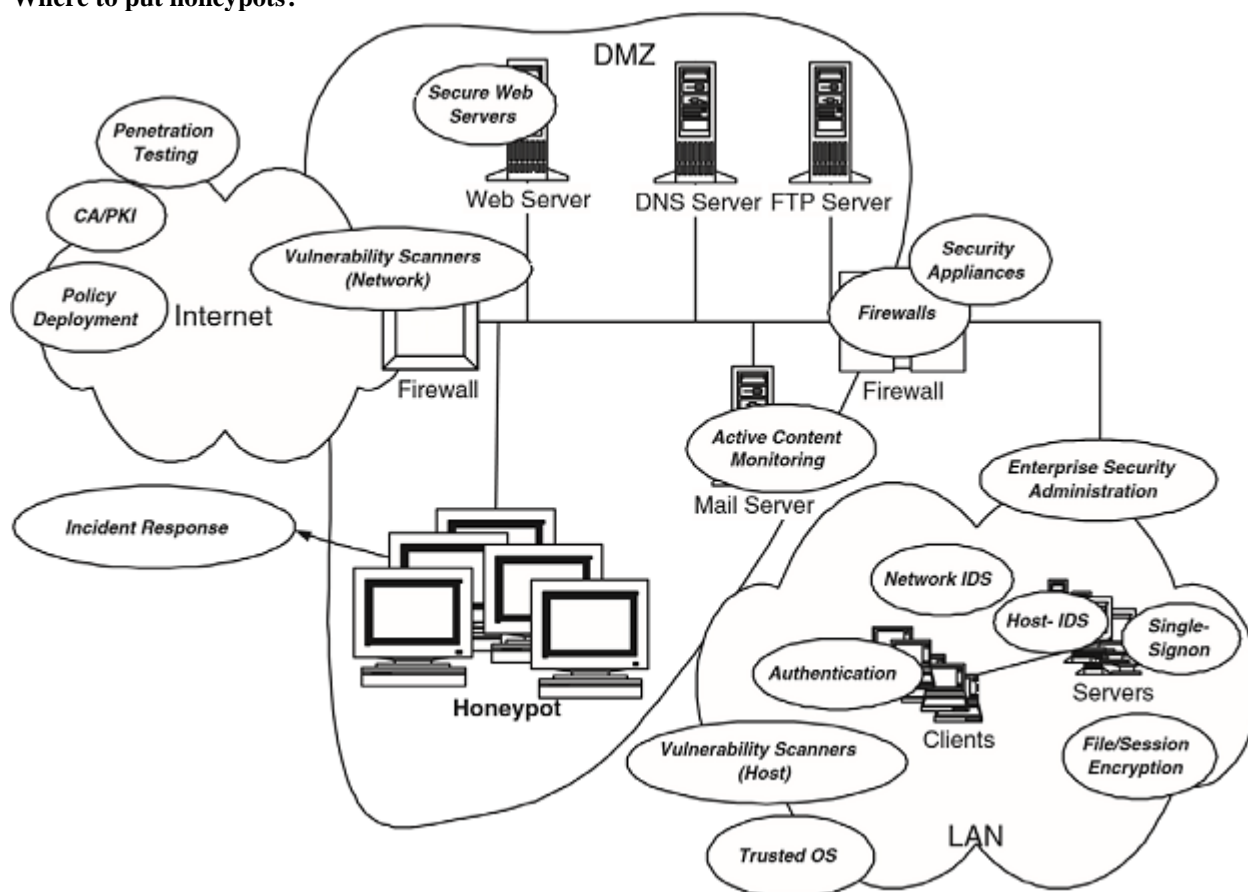 Where to put honeypots?
DMZ
Secure Web
Servers
Penetration
Testing
Web Server
DNS Server
FTP Server
CA/PKI
Vulnerability Scanners
(Network)
Security
Appliances
Policy
Deployment
Internet
Firewalls
Firewall
Firewall
Active Content
Monitoring
Mail Server
Enterprise Security
Administration
Incident Response
Network IDS
Host- IDS
Single-
Signon
Authentication
Servers
Honeypot
Clients
Vulnerability Scanners
(Host)
File/Session
Encryption
Trusted OS
LAN